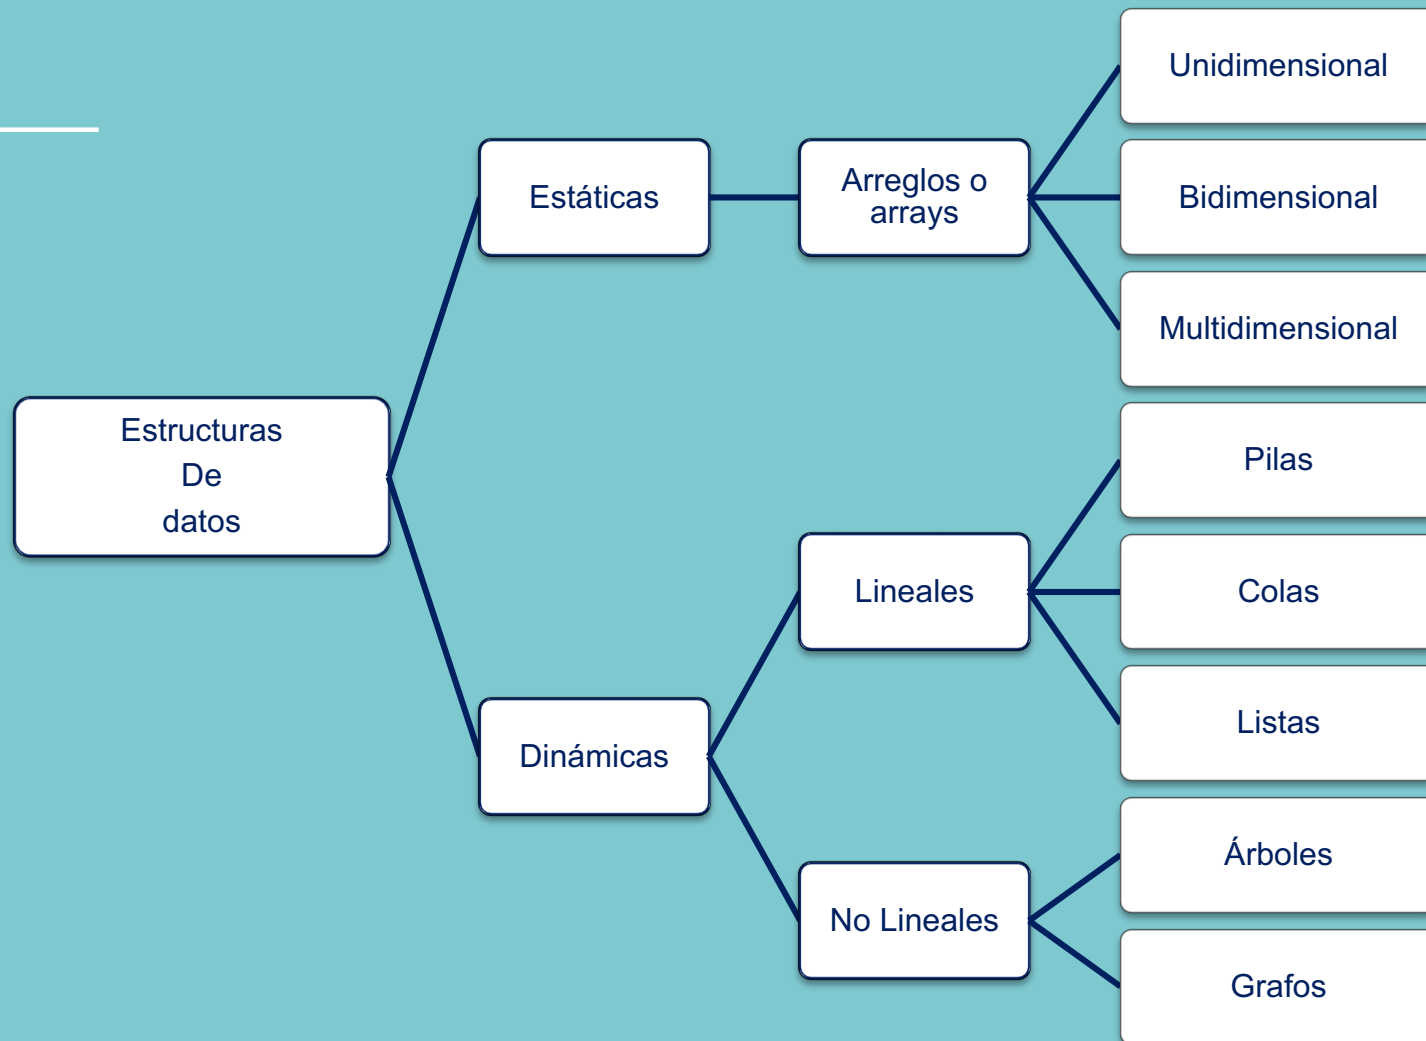 Estructuras
De
datos
Estáticas
Arreglos o
arrays
Unidimensional
Bidimensional
Multidimensional
Dinámicas
Lineales
Pilas
Colas
Listas
No Lineales
Árboles
Grafos